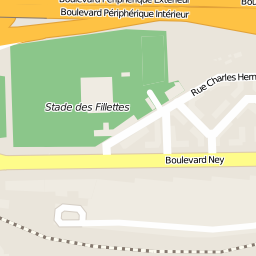 Boulevard Périphérique Extérieur
Boulevard Périphérique Intérieur
Stade des Fillettes
Rue Charles Herm
Boulevard Ney